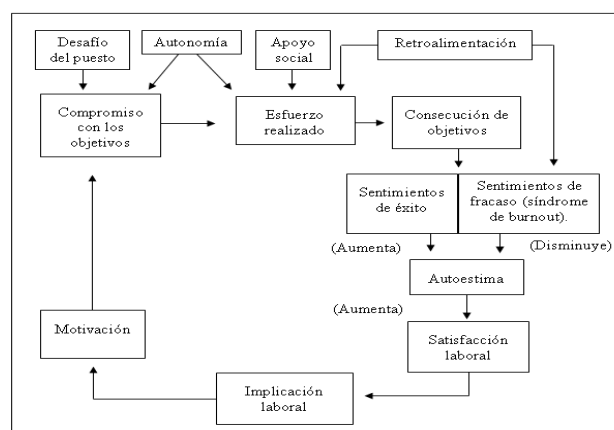 Desafío
del puesto
Autonomía
Apoyo
social
Retroalimentación
Compromiso
con los
objetivos
Esfuerzo
realizado
Consecución de
objetivos
Sentimientos
de éxito
Sentimientos de
fracaso (síndrome
de burnout).
(Aumenta)
(Disminuye)
Autoestima
(Aumenta)
Motivación
Satisfacción
laboral
Implicación
laboral